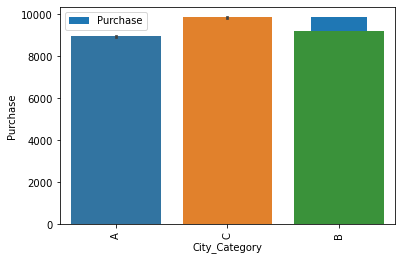 Purchase
10000
8000
6000
4000
2000
0
Purchase
A
C
B
City_Category